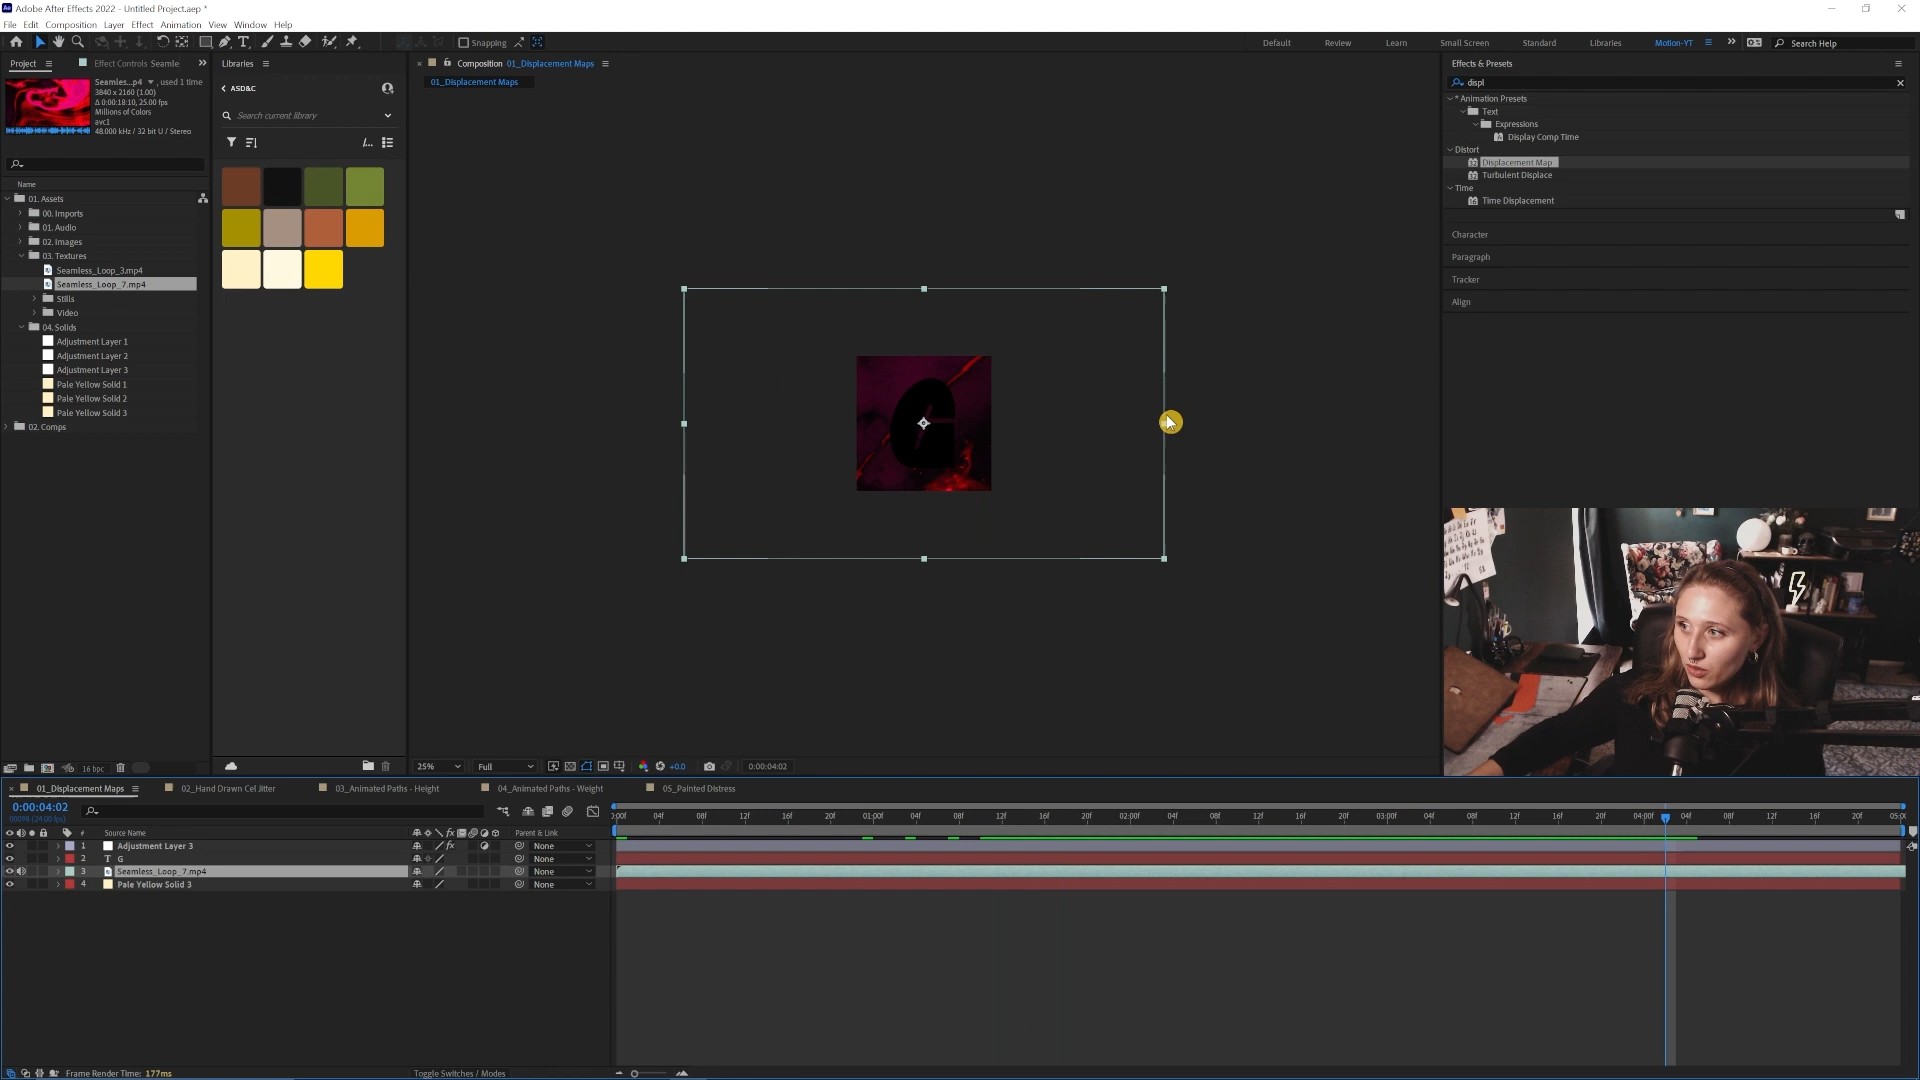 Adobe After Effects 2022 - Untitled Project.aep *
File Edit Composition Layer Effect Animation View Window Help
Snapping
Default Review Learn Small Screen Standard Libraries Motion-YT Search Help
Project Effect Controls Seamle
Seamles...p4 , used 1 time
3840 x 2160 (1.00)
Δ 0:00:18:10, 25.00 fps
Millions of Colors
avc1
48.000 kHz / 32 bit U / Stereo
Name
01. Assets
00. Imports
01. Audio
02. Images
03. Textures
Seamless_Loop_3.mp4
Seamless_Loop_7.mp4
Stills
Video
04. Solids
Adjustment Layer 1
Adjustment Layer 2
Adjustment Layer 3
Pale Yellow Solid 1
Pale Yellow Solid 2
Pale Yellow Solid 3
02. Comps
16 bpc
Libraries
ASD&C
Search current library
Composition 01_Displacement Maps
01_Displacement Maps
25% Full +0.0 0:00:04:02
Effects & Presets
displ
* Animation Presets
Text
Expressions
Display Comp Time
Distort
Displacement Map
Turbulent Displace
Time
Time Displacement
Character
Paragraph
Tracker
Align
01_Displacement Maps 02_Hand Drawn Cel Jitter 03_Animated Paths - Height 04_Animated Paths - Weight 05_Painted Distress
0:00:04:02
00098 (24.00 fps)
# Source Name fx Parent & Link
1 Adjustment Layer 3 fx None
2 T G None
3 Seamless_Loop_7.mp4 None
4 Pale Yellow Solid 3 None
):00f 04f 08f 12f 16f 20f 01:00f 04f 08f 12f 16f 20f 02:00f 04f 08f 12f 16f 20f 03:00f 04f 08f 12f 16f 20f 04:00f 04f 08f 12f 16f 20f 05:00
Frame Render Time: 177ms
Toggle Switches / Modes